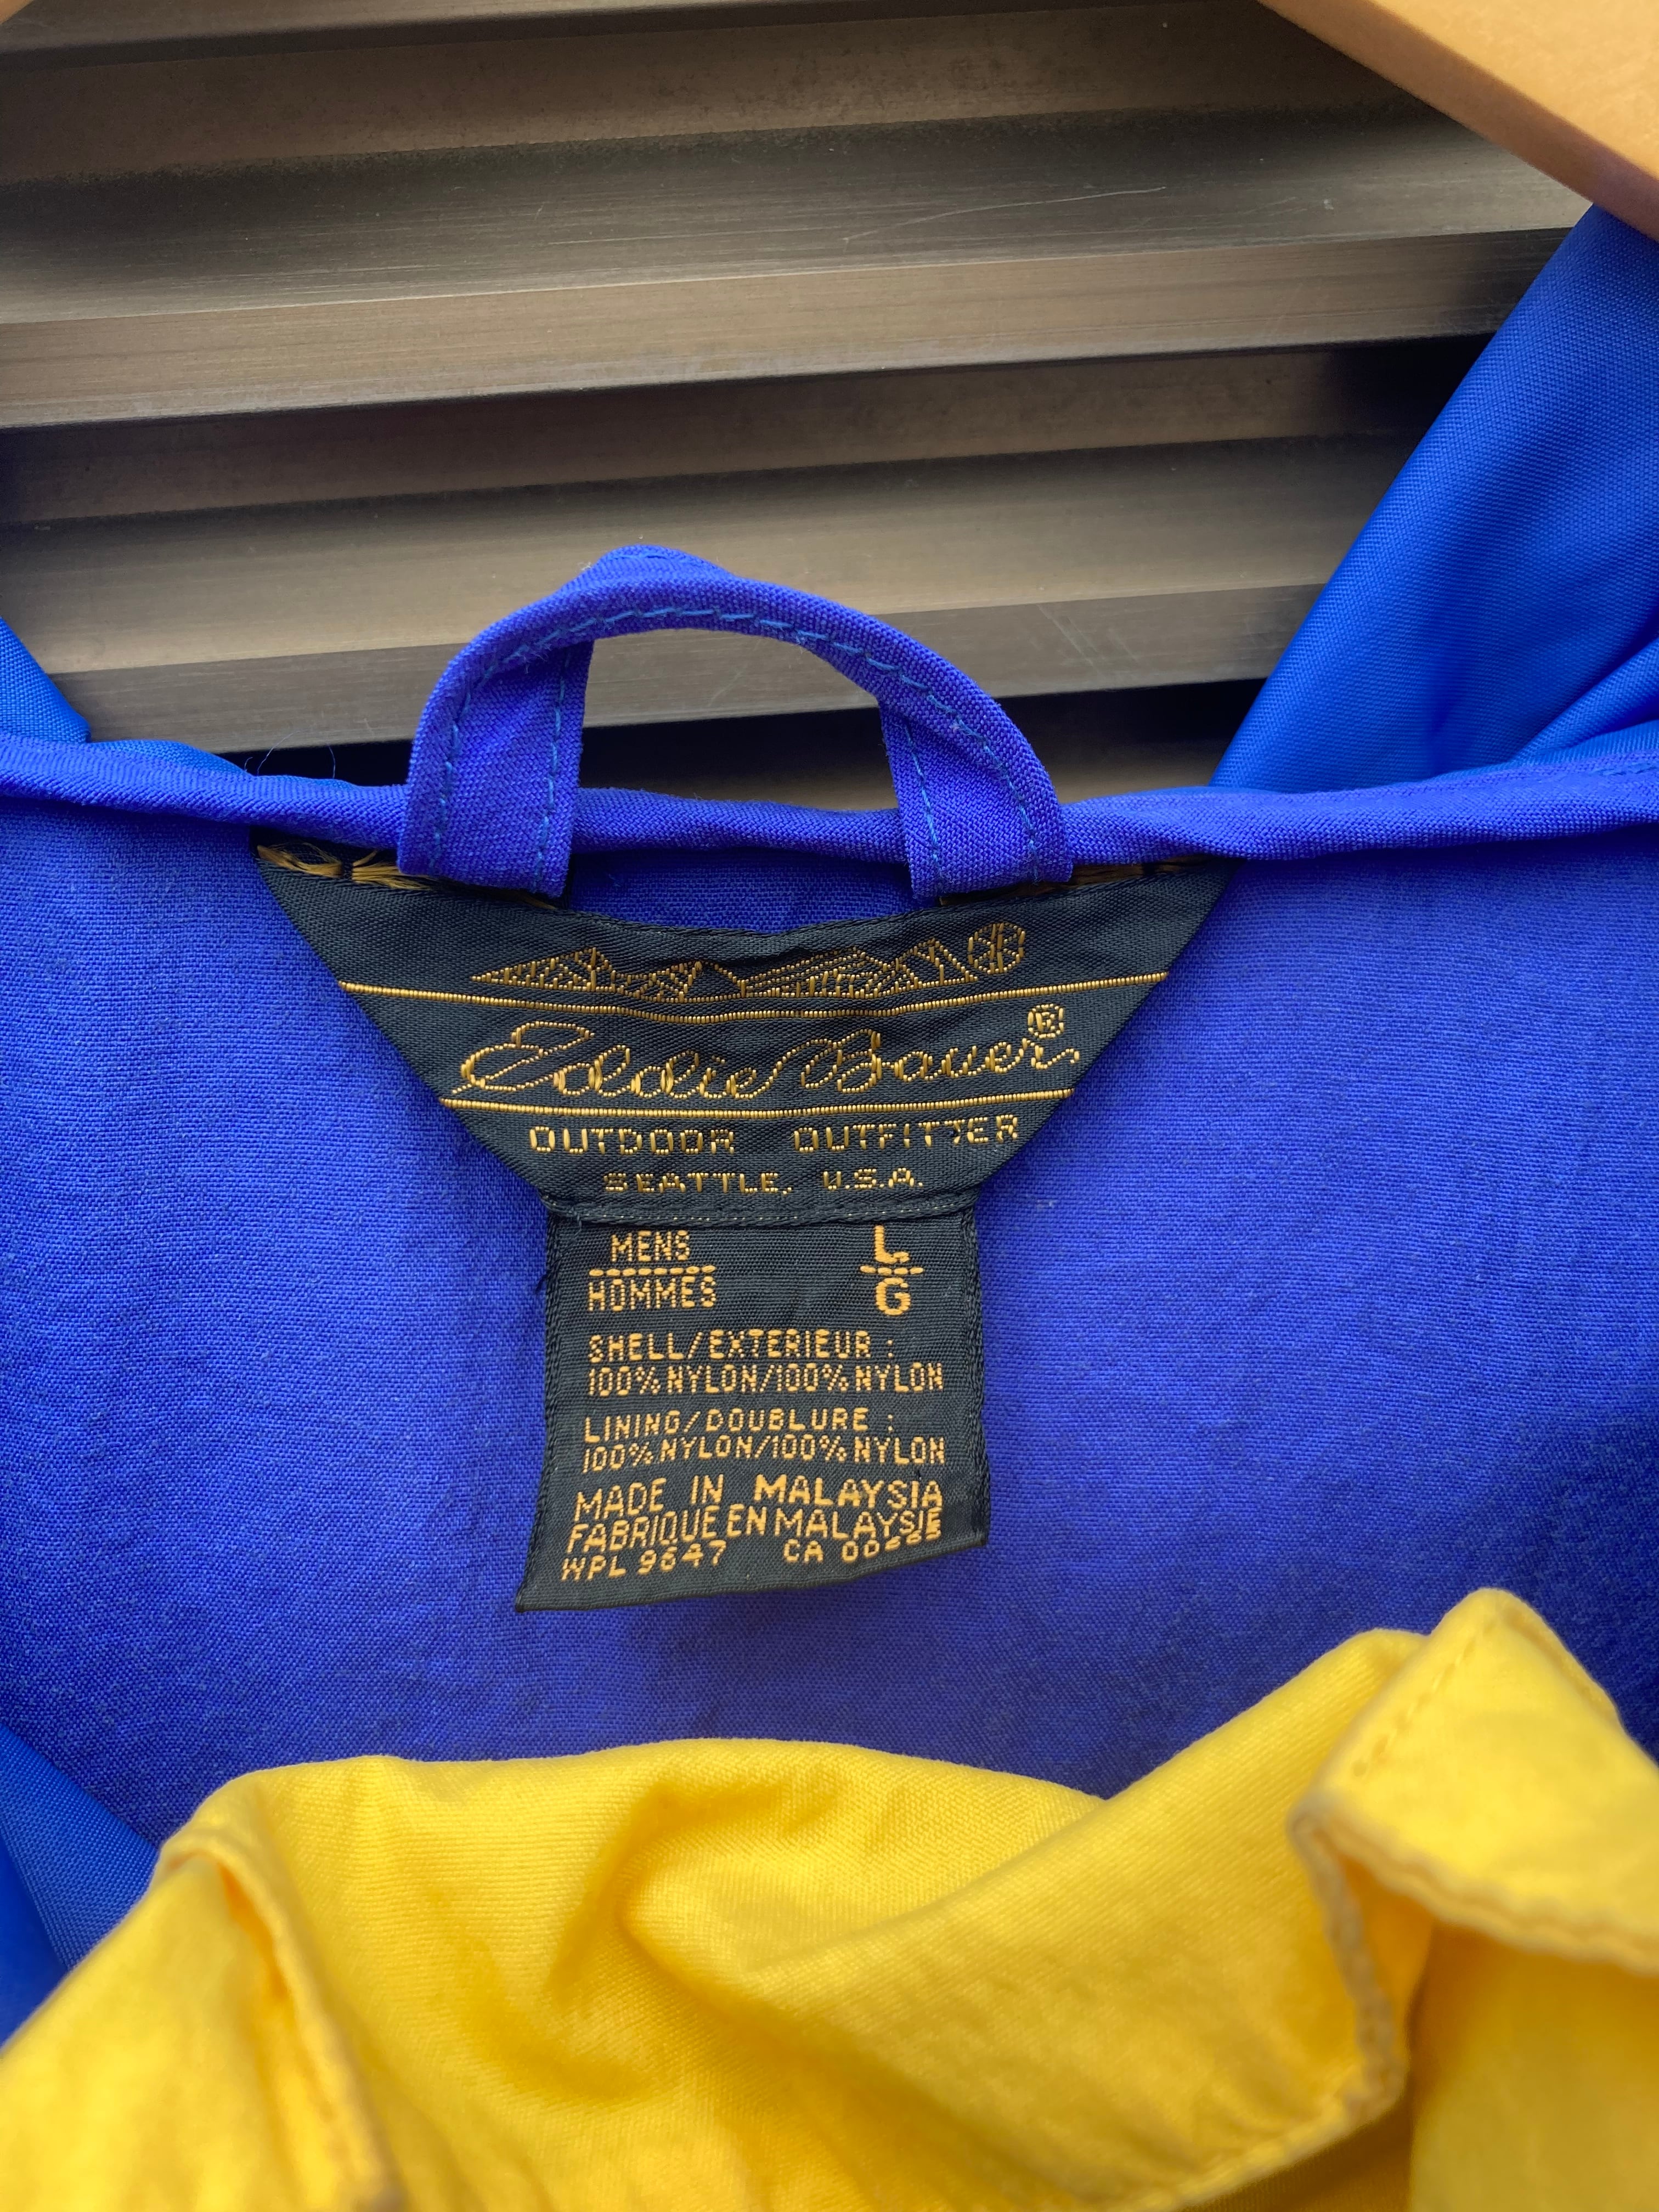 Eddie Bauer®
OUTDOOR OUTFITTER
SEATTLE, U.S.A.
MENS L
HOMMES G
SHELL/EXTERIEUR :
100% NYLON/100% NYLON
LINING/DOUBLURE :
100% NYLON/100% NYLON
MADE IN MALAYSIA
FABRIQUE EN MALAYSIE
WPL 9647 CA